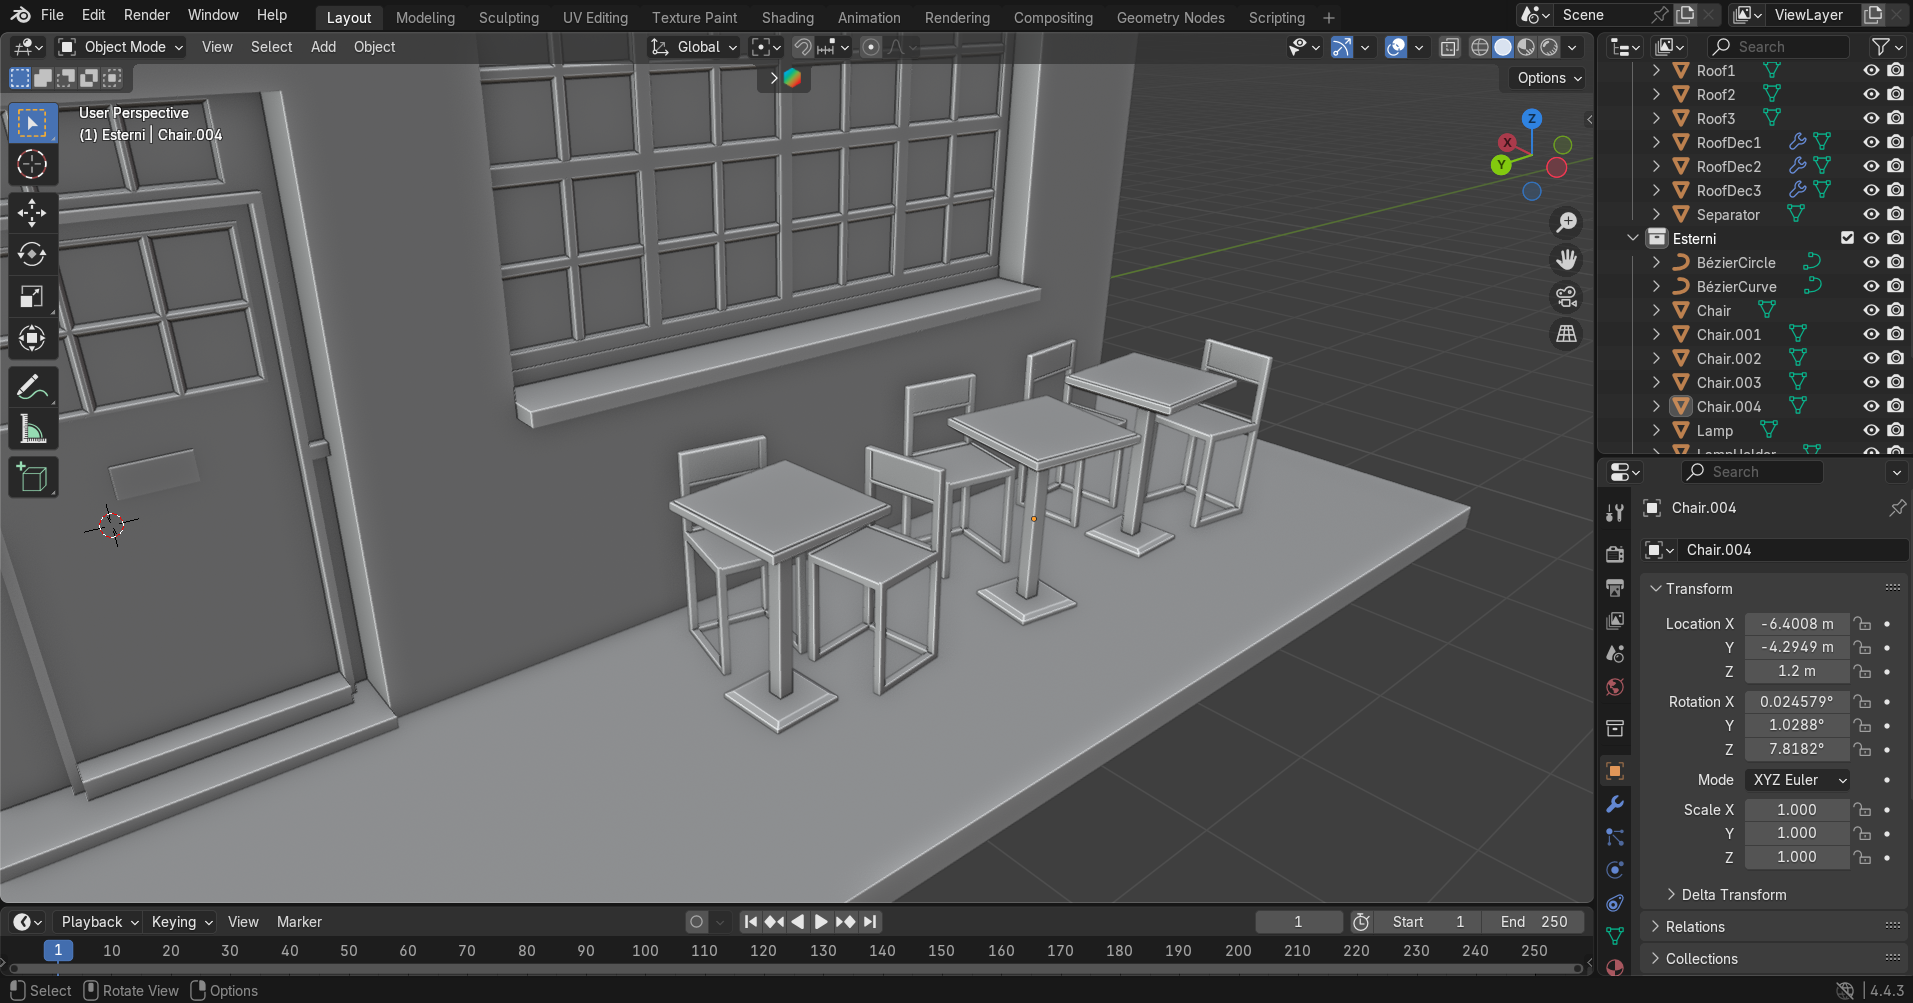 File Edit Render Window Help Layout Modeling Sculpting UV Editing Texture Paint Shading Animation Rendering Compositing Geometry Nodes Scripting + Scene ViewLayer
Object Mode View Select Add Object Global Search
Options
User Perspective
(1) Esterni | Chair.004
Z
X
Y
Roof1
Roof2
Roof3
RoofDec1
RoofDec2
RoofDec3
Separator
Esterni
BézierCircle
BézierCurve
Chair
Chair.001
Chair.002
Chair.003
Chair.004
Lamp
LampHolder
Search
Chair.004
Chair.004
Transform
Location X -6.4008 m
Y -4.2949 m
Z 1.2 m
Rotation X 0.024579°
Y 1.0288°
Z 7.8182°
Mode XYZ Euler
Scale X 1.000
Y 1.000
Z 1.000
Delta Transform
Relations
Collections
Playback Keying View Marker 1 Start 1 End 250
1 10 20 30 40 50 60 70 80 90 100 110 120 130 140 150 160 170 180 190 200 210 220 230 240 250
Select Rotate View Options 4.4.3